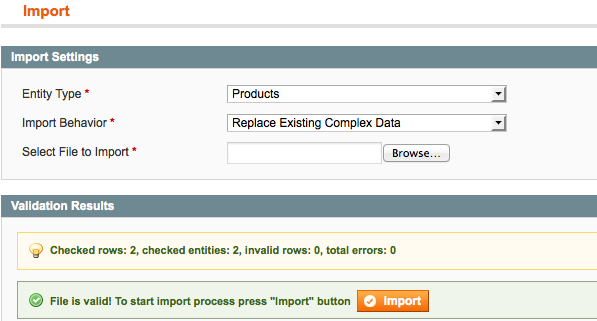 Import
Import Settings
Entity Type *
Products
Import Behavior *
Replace Existing Complex Data
Select File to Import *
Browse...
Validation Results
Checked rows: 2, checked entities: 2, invalid rows: 0, total errors: 0
File is valid! To start import process press "Import" button
Import